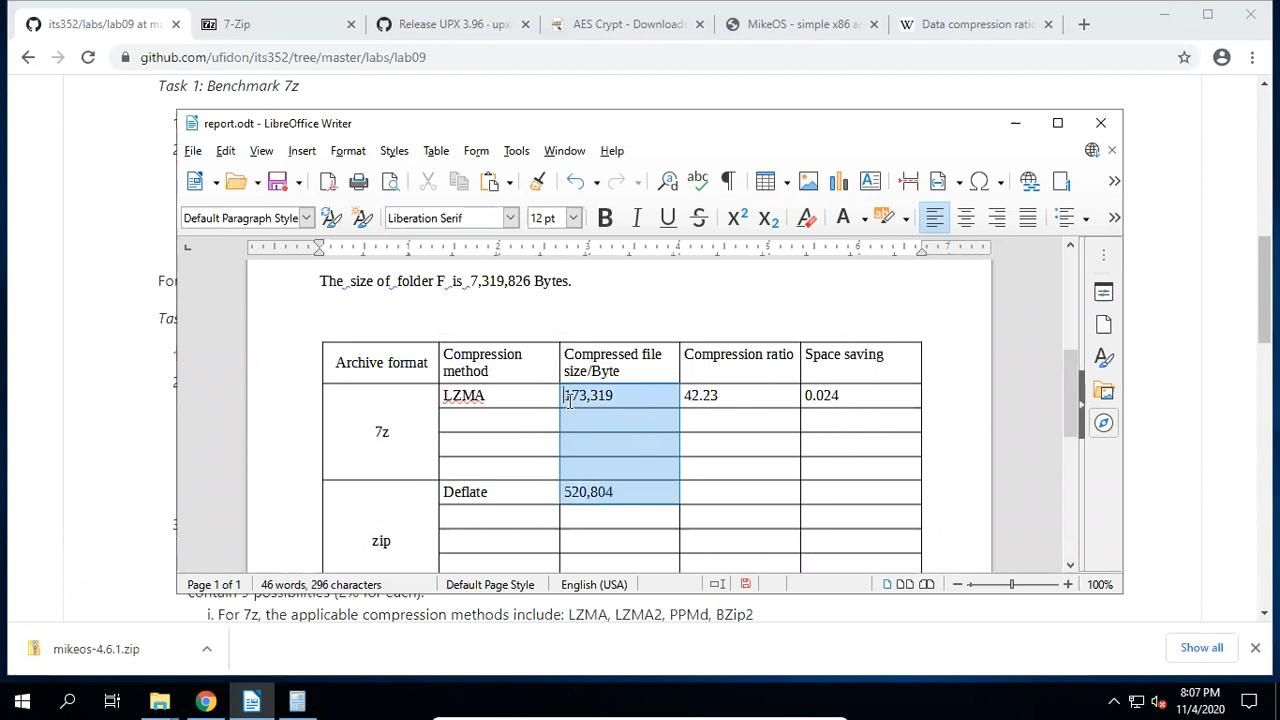 its352/labs/lab09 at ma
7-Zip
Release UPX 3.96 · upx
AES Crypt - Downloads
MikeOS - simple x86 as
Data compression ratio
github.com/ufidon/its352/tree/master/labs/lab09
Task 1: Benchmark 7z
report.odt - LibreOffice Writer
File Edit View Insert Format Styles Table Form Tools Window Help
Default Paragraph Style
Liberation Serif
12 pt
The size of folder F is 7,319,826 Bytes.
Archive format
Compression method
Compressed file size/Byte
Compression ratio
Space saving
7z
LZMA
173,319
42.23
0.024
zip
Deflate
520,804
Page 1 of 1
46 words, 296 characters
Default Page Style
English (USA)
100%
i. For 7z, the applicable compression methods include: LZMA, LZMA2, PPMd, BZip2
mikeos-4.6.1.zip
Show all
8:07 PM
11/4/2020